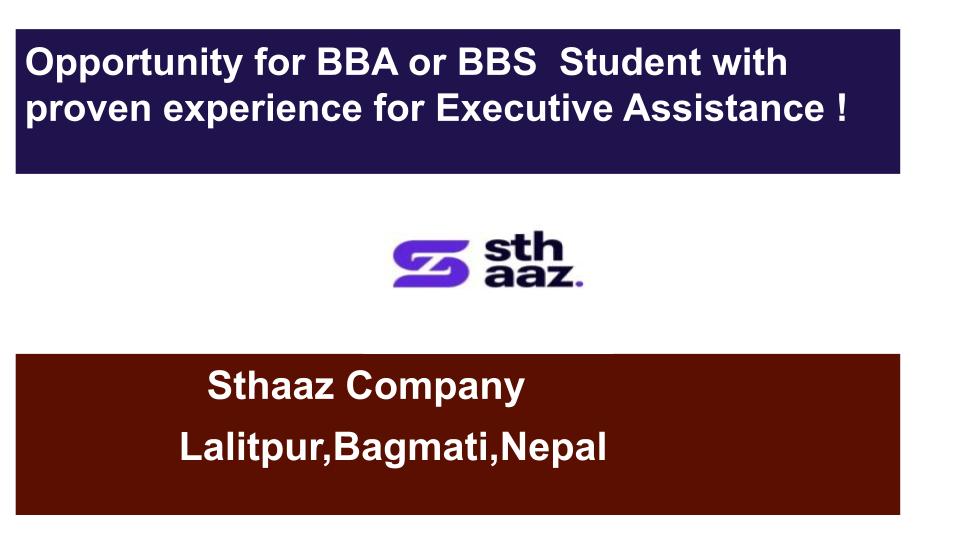 Opportunity for BBA or BBS  Student with
proven experience for Executive Assistance !
sth
aaz.
Sthaaz Company
Lalitpur,Bagmati,Nepal